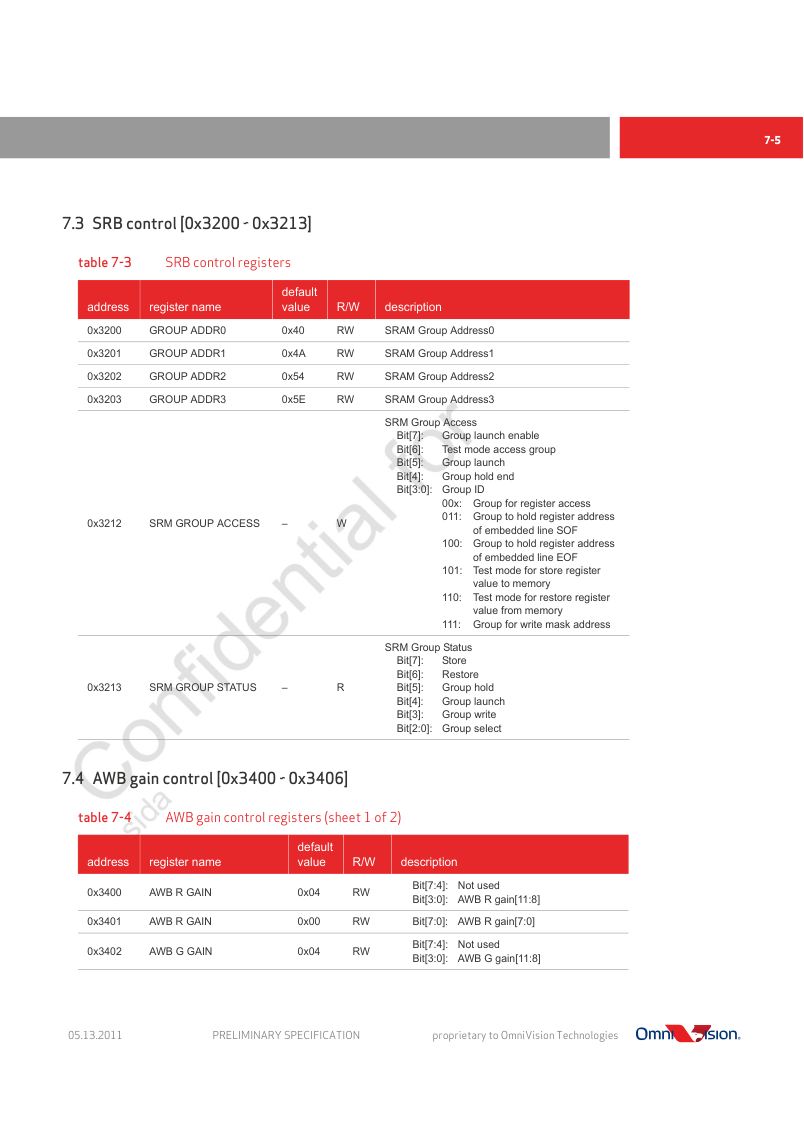 7-5
7.3 SRB control [0x3200 - 0x3213]
table 7-3 SRB control registers
address register name default value R/W description
0x3200 GROUP ADDR0 0x40 RW SRAM Group Address0
0x3201 GROUP ADDR1 0x4A RW SRAM Group Address1
0x3202 GROUP ADDR2 0x54 RW SRAM Group Address2
0x3203 GROUP ADDR3 0x5E RW SRAM Group Address3
0x3212 SRM GROUP ACCESS – W
SRM Group Access
Bit[7]: Group launch enable
Bit[6]: Test mode access group
Bit[5]: Group launch
Bit[4]: Group hold end
Bit[3:0]: Group ID
00x: Group for register access
011: Group to hold register address
of embedded line SOF
100: Group to hold register address
of embedded line EOF
101: Test mode for store register
value to memory
110: Test mode for restore register
value from memory
111: Group for write mask address
0x3213 SRM GROUP STATUS – R
SRM Group Status
Bit[7]: Store
Bit[6]: Restore
Bit[5]: Group hold
Bit[4]: Group launch
Bit[3]: Group write
Bit[2:0]: Group select
7.4 AWB gain control [0x3400 - 0x3406]
table 7-4 AWB gain control registers (sheet 1 of 2)
address register name default value R/W description
0x3400 AWB R GAIN 0x04 RW
Bit[7:4]: Not used
Bit[3:0]: AWB R gain[11:8]
0x3401 AWB R GAIN 0x00 RW Bit[7:0]: AWB R gain[7:0]
0x3402 AWB G GAIN 0x04 RW
Bit[7:4]: Not used
Bit[3:0]: AWB G gain[11:8]
Confidential for
sida
05.13.2011 PRELIMINARY SPECIFICATION proprietary to OmniVision Technologies OmniVision